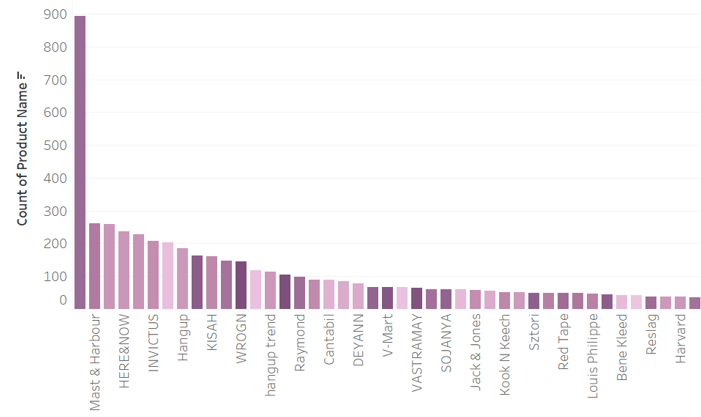 900
800
700
600
500
400
300
200
100
0
Count of Product Name
Mast & Harbour
HERE&NOW
INVICTUS
Hangup
KISAH
WROGN
hangup trend
Raymond
Cantabil
DEYANN
V-Mart
VASTRAMAY
SOJANYA
Jack & Jones
Kook N Keech
Sztori
Red Tape
Louis Philippe
Bene Kleed
Reslag
Harvard